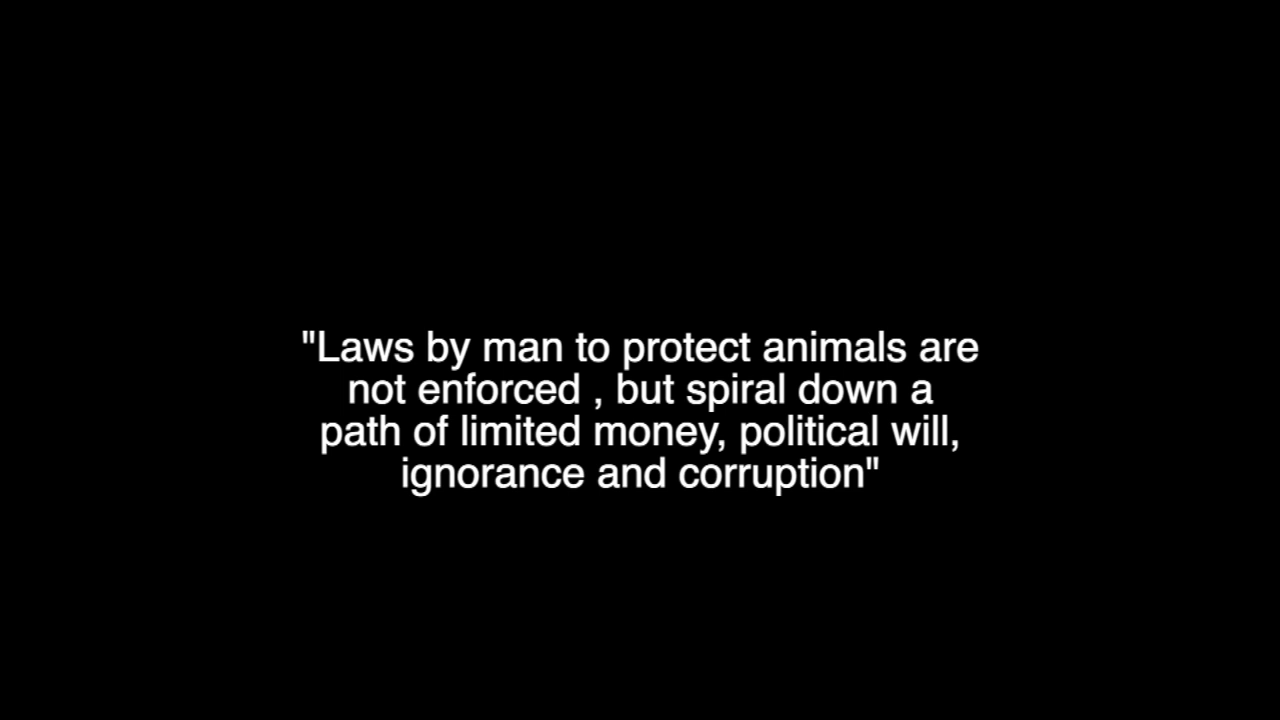 "Laws by man to protect animals are
not enforced , but spiral down a
path of limited money, political will,
ignorance and corruption"